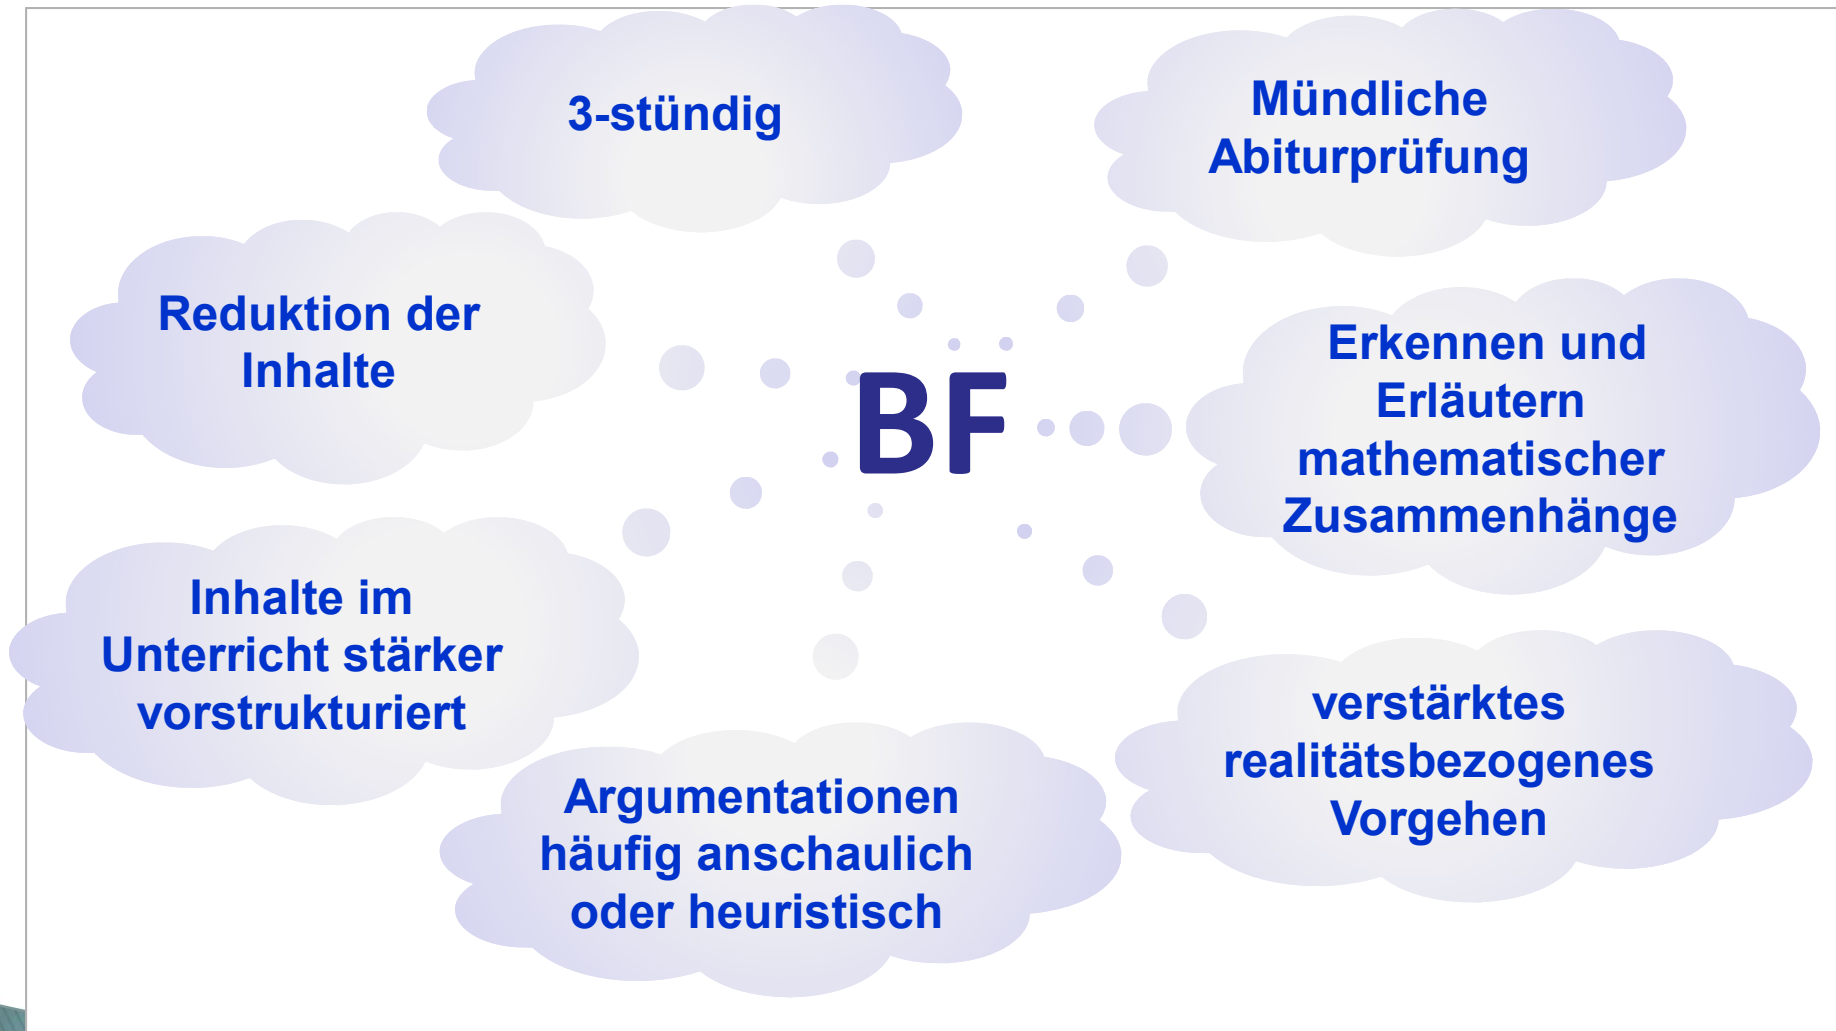 3-stündig
Mündliche
Abiturprüfung
Reduktion der
Inhalte
BF
Erkennen und
Erläutern
mathematischer
Zusammenhänge
Inhalte im
Unterricht stärker
vorstrukturiert
verstärktes
realitätsbezogenes
Vorgehen
Argumentationen
häufig anschaulich
oder heuristisch